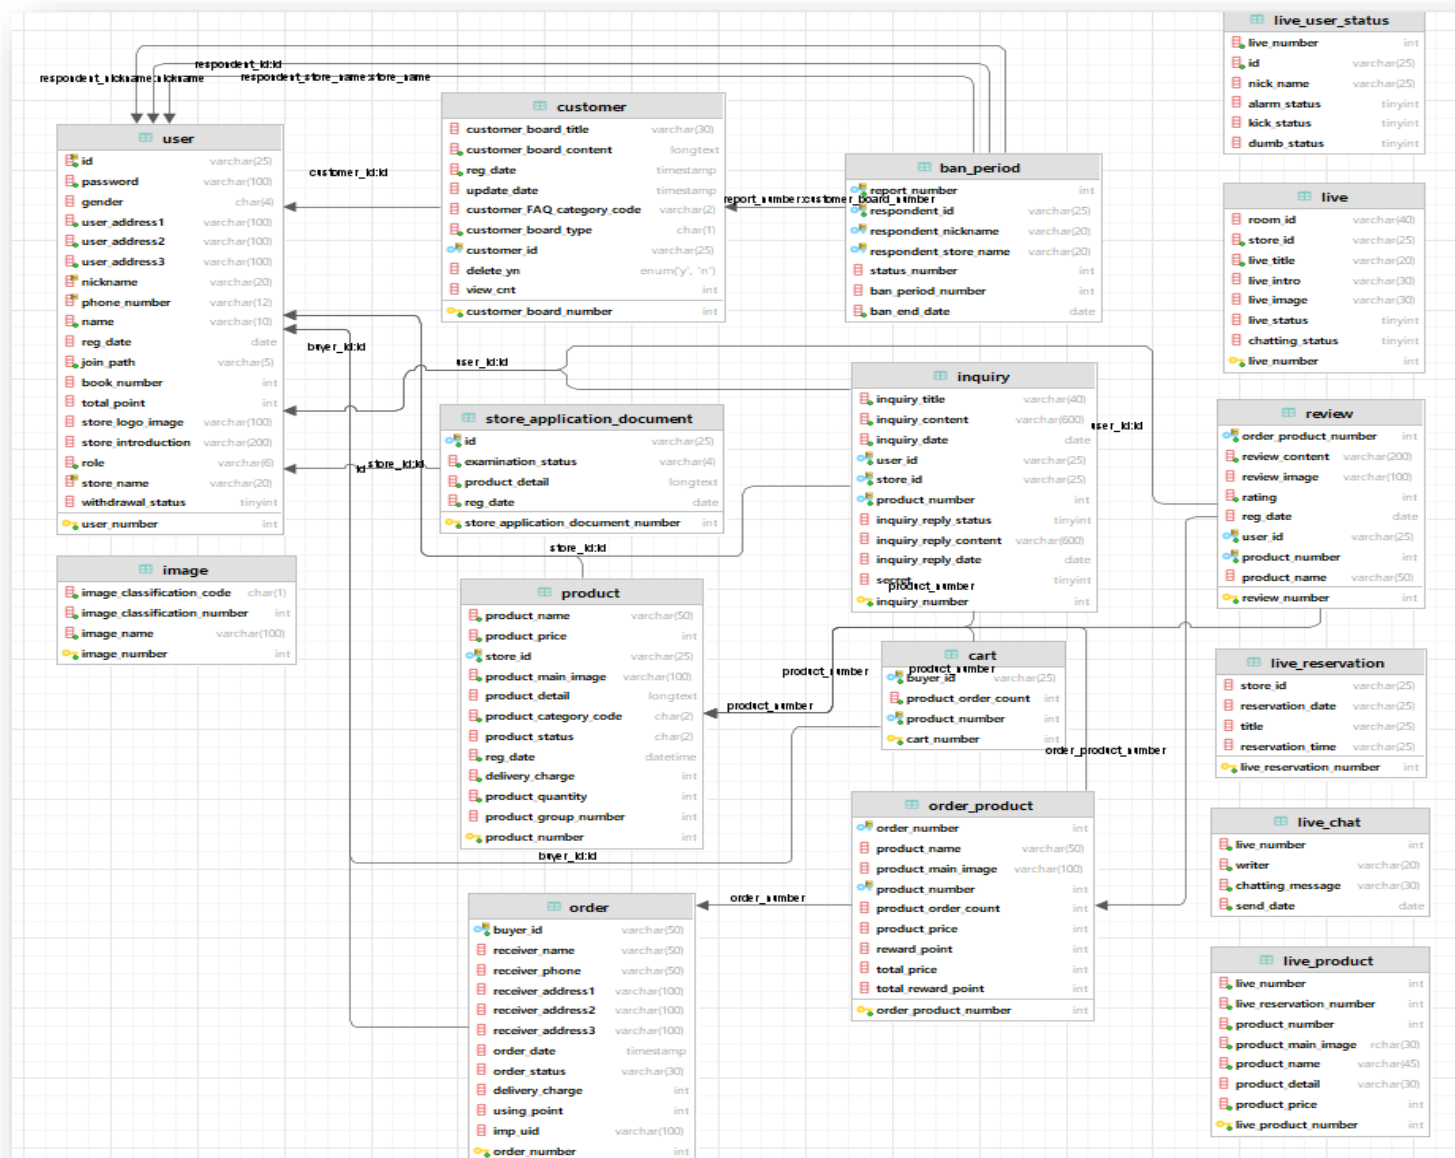 live_user_status
live_number int
id varchar(25)
nick_name varchar(25)
alarm_status tinyint
kick_status tinyint
dumb_status tinyint
respondent_id:id
respondent_nickname:nickname
respondent_store_name:store_name
user
id varchar(25)
password varchar(100)
gender char(4)
user_address1 varchar(100)
user_address2 varchar(100)
user_address3 varchar(100)
nickname varchar(20)
phone_number varchar(12)
name varchar(10)
reg_date date
join_path varchar(5)
book_number int
total_point int
store_logo_image varchar(100)
store_introduction varchar(200)
role varchar(6)
store_name varchar(20)
withdrawal_status tinyint
user_number int
customer_id:id
customer
customer_board_title varchar(30)
customer_board_content longtext
reg_date timestamp
update_date timestamp
customer_FAQ_category_code varchar(2)
customer_board_type char(1)
customer_id varchar(25)
delete_yn enum('y', 'n')
view_cnt int
customer_board_number int
report_number:customer_board_number
ban_period
report_number int
respondent_id varchar(25)
respondent_nickname varchar(20)
respondent_store_name varchar(20)
status_number int
ban_period_number int
ban_end_date date
live
room_id varchar(40)
store_id varchar(25)
live_title varchar(20)
live_intro varchar(30)
live_image varchar(30)
live_status tinyint
chatting_status tinyint
live_number int
buyer_id:id
user_id:id
store_application_document
id varchar(25)
examination_status varchar(4)
product_detail longtext
reg_date date
store_application_document_number int
id
store_id:id
inquiry
inquiry_title varchar(40)
inquiry_content varchar(600)
inquiry_date date
user_id varchar(25)
store_id varchar(25)
product_number int
inquiry_reply_status tinyint
inquiry_reply_content varchar(600)
inquiry_reply_date date
secret tinyint
product_number
inquiry_number int
user_id:id
review
order_product_number int
review_content varchar(200)
review_image varchar(100)
rating int
reg_date date
user_id varchar(25)
product_number int
product_name varchar(50)
review_number int
image
image_classification_code char(1)
image_classification_number int
image_name varchar(100)
image_number int
store_id:id
product
product_name varchar(50)
product_price int
store_id varchar(25)
product_main_image varchar(100)
product_detail longtext
product_category_code char(2)
product_status char(2)
reg_date datetime
delivery_charge int
product_quantity int
product_group_number int
product_number int
product_number
product_number
cart
product_number
buyer_id varchar(25)
product_order_count int
product_number int
cart_number int
order_product_number
live_reservation
store_id varchar(25)
reservation_date varchar(25)
title varchar(25)
reservation_time varchar(25)
live_reservation_number int
buyer_id:id
order_number
order_product
order_number int
product_name varchar(50)
product_main_image varchar(100)
product_number int
product_order_count int
product_price int
reward_point int
total_price int
total_reward_point int
order_product_number int
live_chat
live_number int
writer varchar(20)
chatting_message varchar(30)
send_date date
order
buyer_id varchar(50)
receiver_name varchar(50)
receiver_phone varchar(50)
receiver_address1 varchar(100)
receiver_address2 varchar(100)
receiver_address3 varchar(100)
order_date timestamp
order_status varchar(30)
delivery_charge int
using_point int
imp_uid varchar(100)
order_number int
live_product
live_number int
live_reservation_number int
product_number int
product_main_image rchar(30)
product_name varchar(45)
product_detail varchar(30)
product_price int
live_product_number int